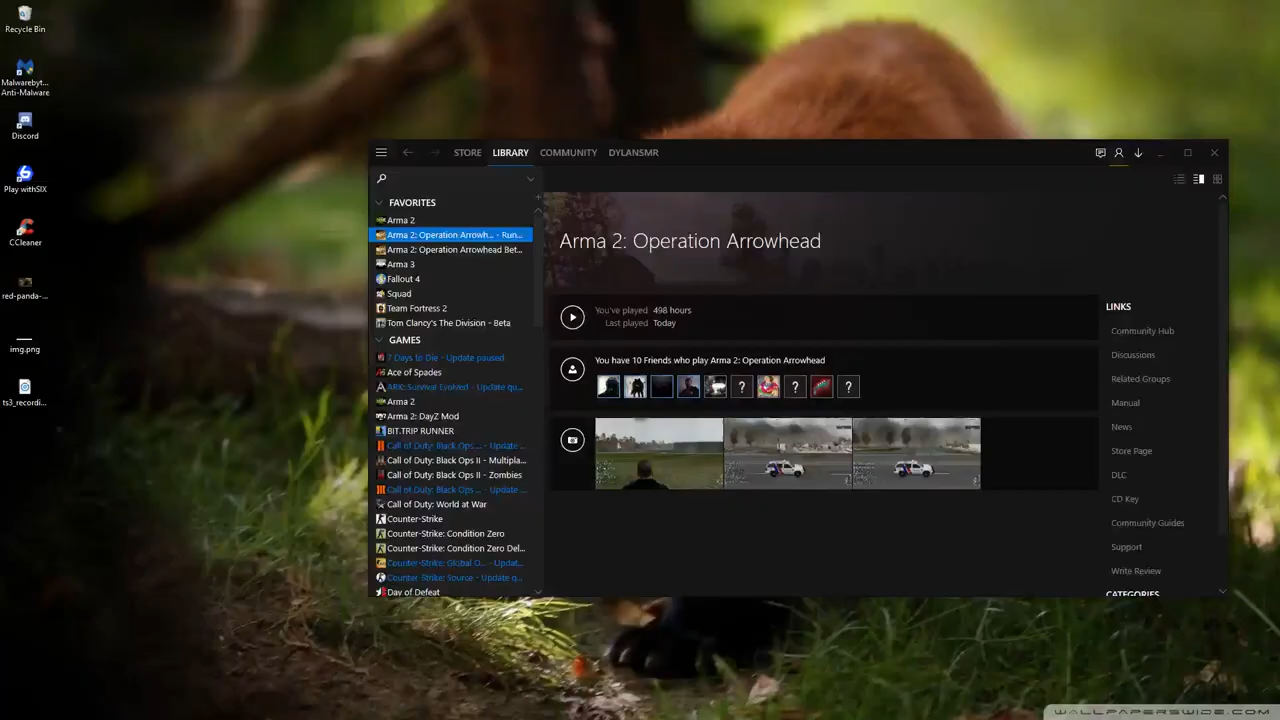 Recycle Bin
Malwarebyt...
Anti-Malware
Discord
Play withSIX
CCleaner
red-panda-...
img.png
ts3_recordi...
STORE LIBRARY COMMUNITY DYLANSMR
FAVORITES
Arma 2
Arma 2: Operation Arrowh... - Run...
Arma 2: Operation Arrowhead Bet...
Arma 3
Fallout 4
Squad
Team Fortress 2
Tom Clancy's The Division - Beta
GAMES
7 Days to Die - Update paused
Ace of Spades
ARK: Survival Evolved - Update qu...
Arma 2
Arma 2: DayZ Mod
BIT.TRIP RUNNER
Call of Duty: Black Ops ... - Update ...
Call of Duty: Black Ops II - Multipla...
Call of Duty: Black Ops II - Zombies
Call of Duty: Black Ops ... - Update ...
Call of Duty: World at War
Counter-Strike
Counter-Strike: Condition Zero
Counter-Strike: Condition Zero Del...
Counter-Strike: Global O... - Updat...
Counter-Strike: Source - Update q...
Day of Defeat
Arma 2: Operation Arrowhead
You've played 498 hours
Last played Today
You have 10 Friends who play Arma 2: Operation Arrowhead
? ? ?
LINKS
Community Hub
Discussions
Related Groups
Manual
News
Store Page
DLC
CD Key
Community Guides
Support
Write Review
CATEGORIES
WALLPAPERSWIDE.COM